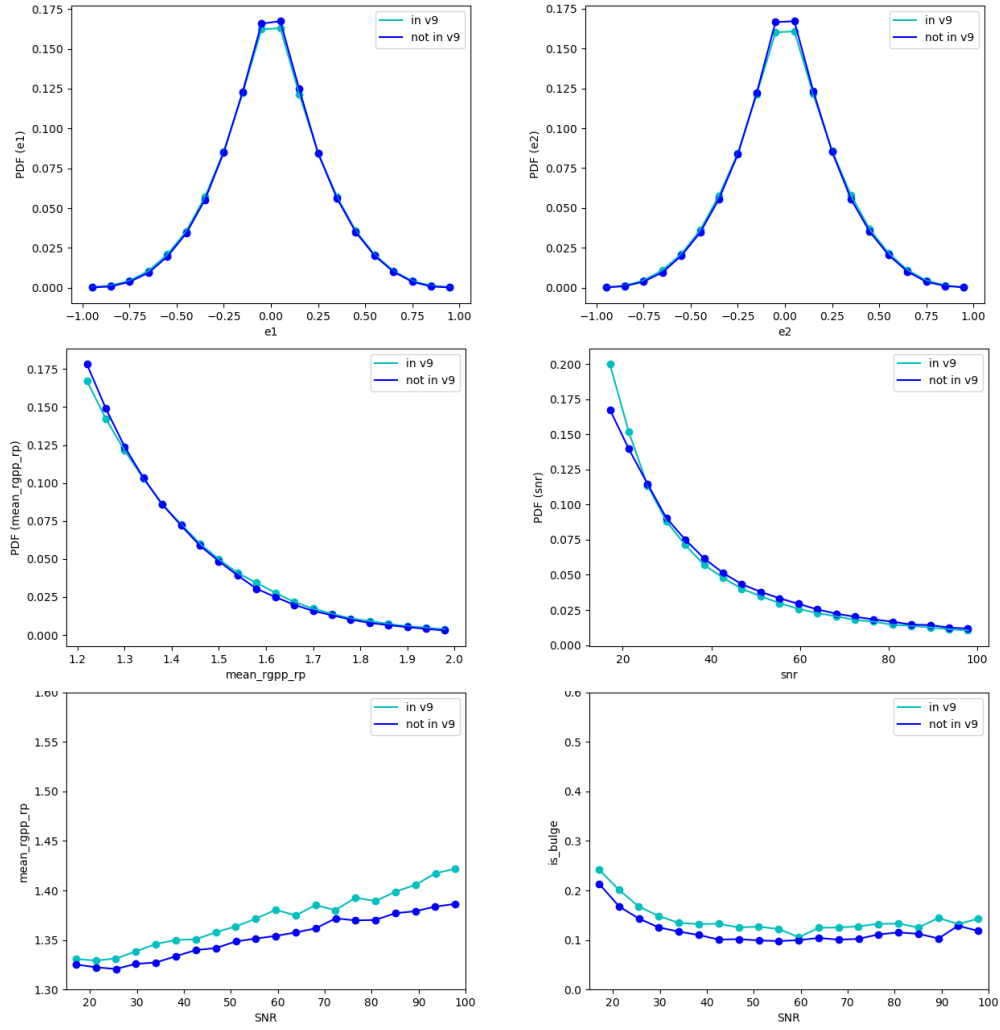 0.175
0.150
0.125
0.100
0.075
0.050
0.025
0.000
PDF (e1)
in v9
not in v9
−1.00 −0.75 −0.50 −0.25 0.00 0.25 0.50 0.75 1.00
e1
0.175
0.150
0.125
0.100
0.075
0.050
0.025
0.000
PDF (e2)
in v9
not in v9
−1.00 −0.75 −0.50 −0.25 0.00 0.25 0.50 0.75 1.00
e2
0.175
0.150
0.125
0.100
0.075
0.050
0.025
0.000
PDF (mean_rgpp_rp)
in v9
not in v9
1.2 1.3 1.4 1.5 1.6 1.7 1.8 1.9 2.0
mean_rgpp_rp
0.200
0.175
0.150
0.125
0.100
0.075
0.050
0.025
0.000
PDF (snr)
in v9
not in v9
20 40 60 80 100
snr
1.60
1.55
1.50
1.45
1.40
1.35
1.30
mean_rgpp_rp
in v9
not in v9
20 30 40 50 60 70 80 90 100
SNR
0.6
0.5
0.4
0.3
0.2
0.1
0.0
is_bulge
in v9
not in v9
20 30 40 50 60 70 80 90 100
SNR